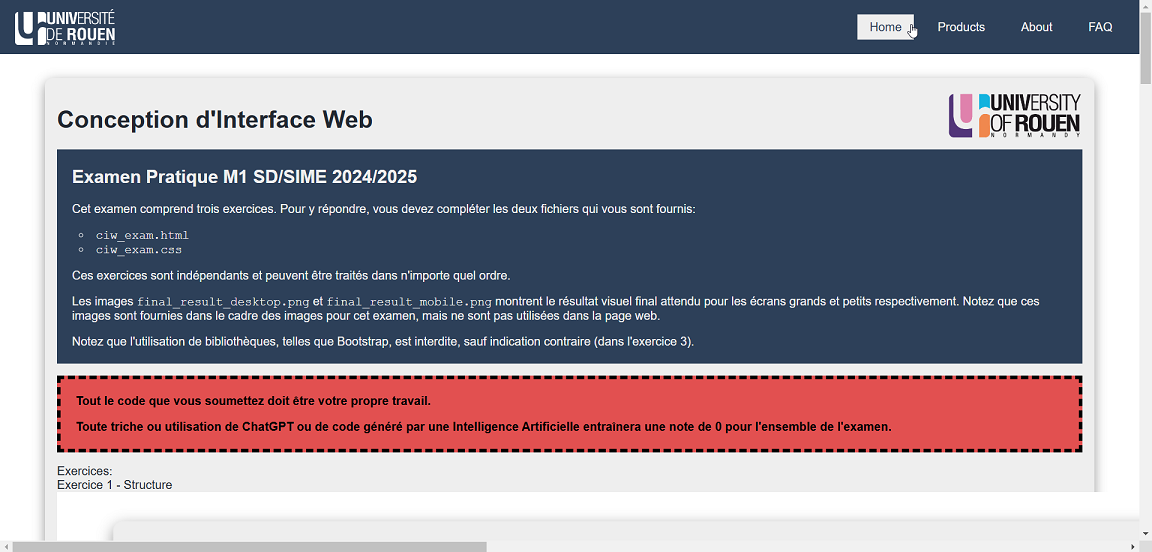 UNIVERSITÉ
DE ROUEN
NORMANDIE
Home Products About FAQ
Conception d'Interface Web
UNIVERSITY
OF ROUEN
NORMANDY
Examen Pratique M1 SD/SIME 2024/2025
Cet examen comprend trois exercices. Pour y répondre, vous devez compléter les deux fichiers qui vous sont fournis:
ciw_exam.html
ciw_exam.css
Ces exercices sont indépendants et peuvent être traités dans n'importe quel ordre.
Les images final_result_desktop.png et final_result_mobile.png montrent le résultat visuel final attendu pour les écrans grands et petits respectivement. Notez que ces
images sont fournies dans le cadre des images pour cet examen, mais ne sont pas utilisées dans la page web.
Notez que l'utilisation de bibliothèques, telles que Bootstrap, est interdite, sauf indication contraire (dans l'exercice 3).
Tout le code que vous soumettez doit être votre propre travail.
Toute triche ou utilisation de ChatGPT ou de code généré par une Intelligence Artificielle entraînera une note de 0 pour l'ensemble de l'examen.
Exercices:
Exercice 1 - Structure